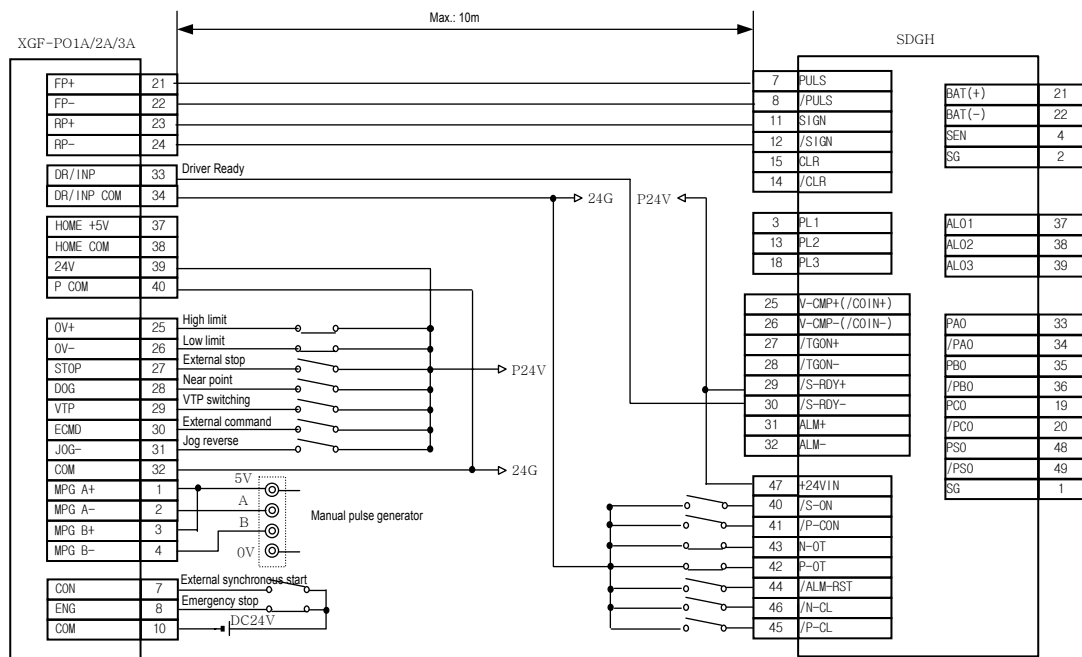 Max.: 10m
XGF-PO1A/2A/3A
SDGH
FP+ 21
FP- 22
RP+ 23
RP- 24
DR/INP 33 Driver Ready
DR/INP COM 34
24G
P24V
HOME +5V 37
HOME COM 38
24V 39
P COM 40
0V+ 25 High limit
0V- 26 Low limit
STOP 27 External stop
DOG 28 Near point
VTP 29 VTP switching
ECMD 30 External command
JOG- 31 Jog reverse
COM 32
P24V
24G
MPG A+ 1
MPG A- 2
MPG B+ 3
MPG B- 4
5V
A
B
0V
Manual pulse generator
CON 7 External synchronous start
ENG 8 Emergency stop
COM 10 DC24V
7 PULS
8 /PULS
11 SIGN
12 /SIGN
15 CLR
14 /CLR
3 PL1
13 PL2
18 PL3
25 V-CMP+(/COIN+)
26 V-CMP-(/COIN-)
27 /TGON+
28 /TGON-
29 /S-RDY+
30 /S-RDY-
31 ALM+
32 ALM-
47 +24VIN
40 /S-ON
41 /P-CON
43 N-OT
42 P-OT
44 /ALM-RST
46 /N-CL
45 /P-CL
BAT(+) 21
BAT(-) 22
SEN 4
SG 2
ALO1 37
ALO2 38
ALO3 39
PAO 33
/PAO 34
PBO 35
/PBO 36
PCO 19
/PCO 20
PSO 48
/PSO 49
SG 1